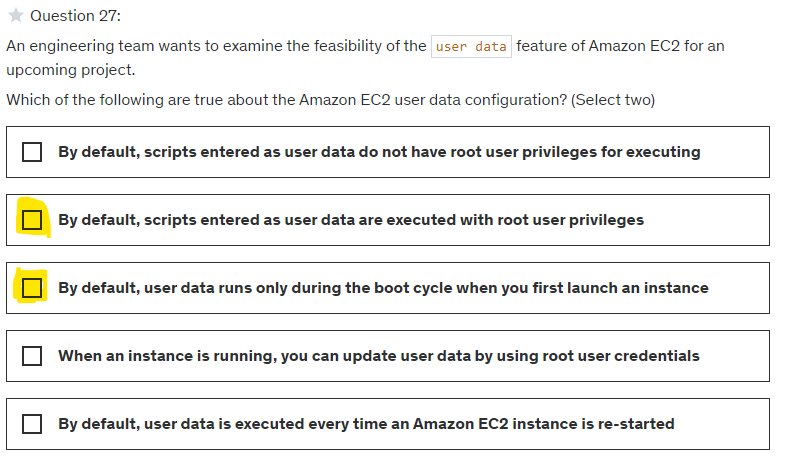 Question 27:
An engineering team wants to examine the feasibility of the user data feature of Amazon EC2 for an
upcoming project.
Which of the following are true about the Amazon EC2 user data configuration? (Select two)
By default, scripts entered as user data do not have root user privileges for executing
By default, scripts entered as user data are executed with root user privileges
By default, user data runs only during the boot cycle when you first launch an instance
When an instance is running, you can update user data by using root user credentials
By default, user data is executed every time an Amazon EC2 instance is re-started